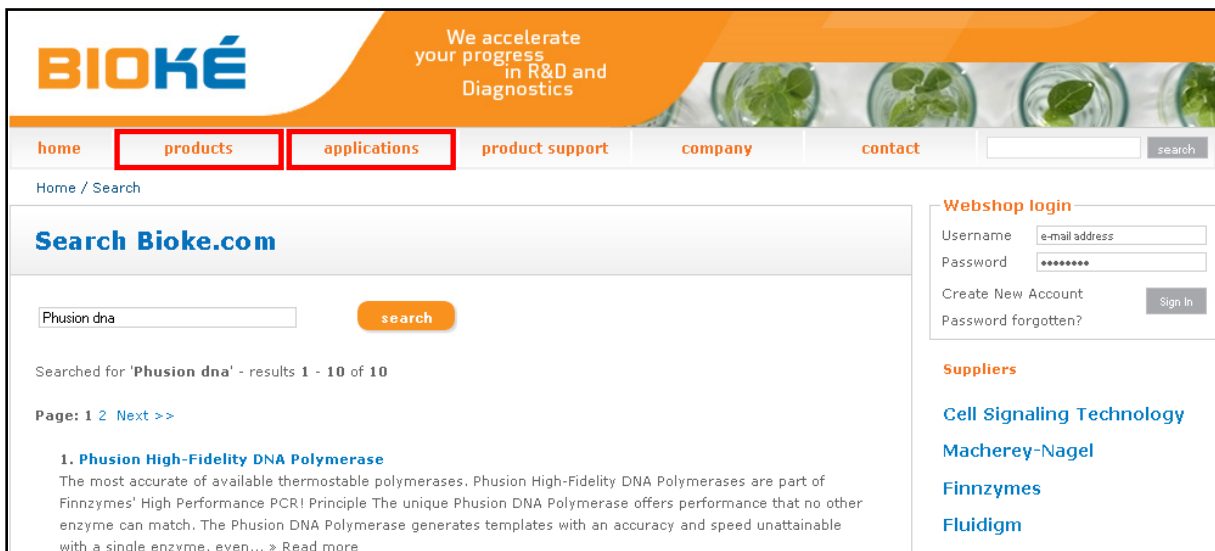 BIOKÉ
We accelerate
your progress
in R&D and
Diagnostics
home products applications product support company contact search
Home / Search
Search Bioke.com
Phusion dna search
Searched for 'Phusion dna' - results 1 - 10 of 10
Page: 1 2 Next >>
1. Phusion High-Fidelity DNA Polymerase
The most accurate of available thermostable polymerases. Phusion High-Fidelity DNA Polymerases are part of
Finnzymes' High Performance PCR! Principle The unique Phusion DNA Polymerase offers performance that no other
enzyme can match. The Phusion DNA Polymerase generates templates with an accuracy and speed unattainable
with a single enzyme, even... » Read more
Webshop login
Username e-mail address
Password ••••••••
Create New Account Sign In
Password forgotten?
Suppliers
Cell Signaling Technology
Macherey-Nagel
Finnzymes
Fluidigm